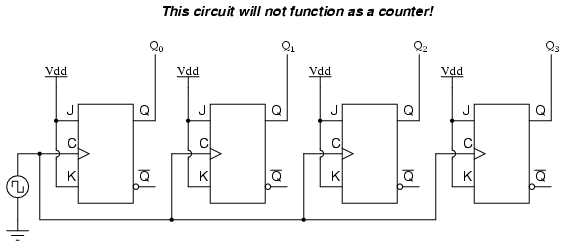 This circuit will not function as a counter!
Q0 Q1 Q2 Q3
Vdd Vdd Vdd Vdd
J Q J Q J Q J Q
C C C C
K Q̅ K Q̅ K Q̅ K Q̅